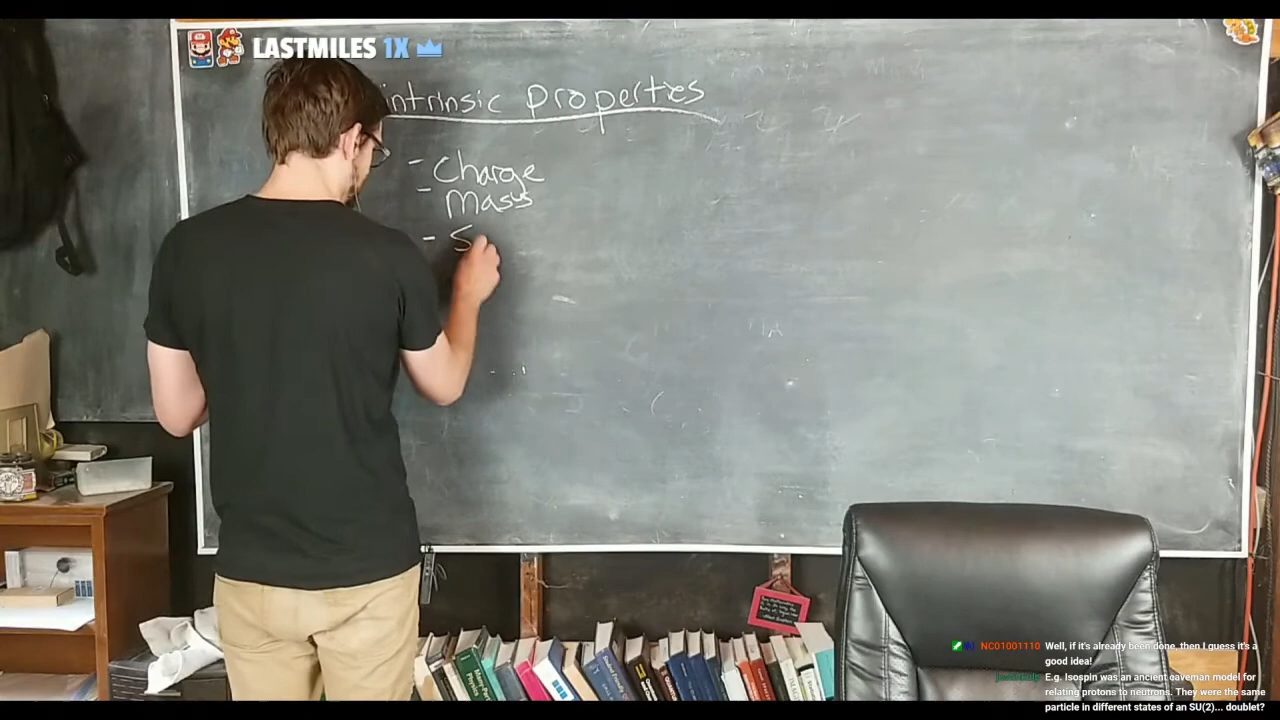 LASTMILES 1X
intrinsic properties
- Charge
- Mass
- S
NC01001110 Well, if it's already been done, then I guess it's a
good idea!
E.g. Isospin was an ancient caveman model for
relating protons to neutrons. They were the same
particle in different states of an SU(2)... doublet?